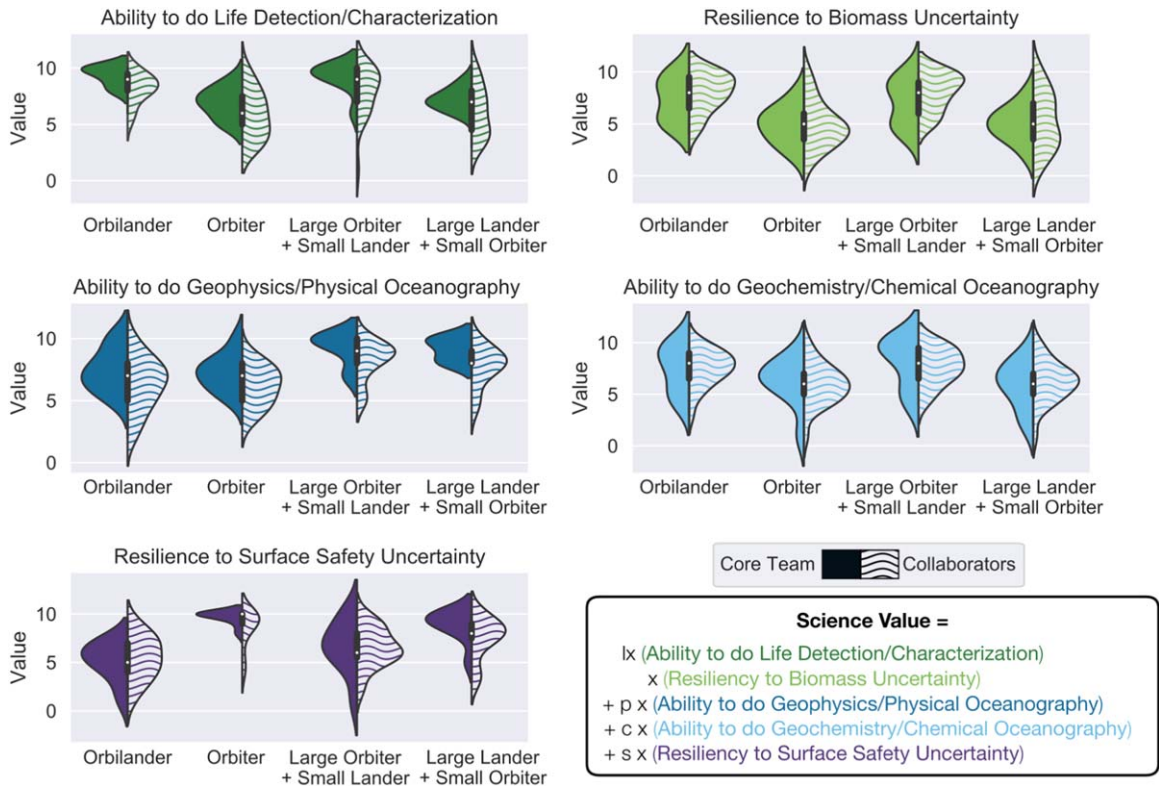 Ability to do Life Detection/Characterization
Value
10
5
0
Orbilander
Orbiter
Large Orbiter
+ Small Lander
Large Lander
+ Small Orbiter
Resilience to Biomass Uncertainty
Value
10
5
0
Orbilander
Orbiter
Large Orbiter
+ Small Lander
Large Lander
+ Small Orbiter
Ability to do Geophysics/Physical Oceanography
Value
10
5
0
Orbilander
Orbiter
Large Orbiter
+ Small Lander
Large Lander
+ Small Orbiter
Ability to do Geochemistry/Chemical Oceanography
Value
10
5
0
Orbilander
Orbiter
Large Orbiter
+ Small Lander
Large Lander
+ Small Orbiter
Resilience to Surface Safety Uncertainty
Value
10
5
0
Orbilander
Orbiter
Large Orbiter
+ Small Lander
Large Lander
+ Small Orbiter
Core Team
Collaborators
Science Value =
lx (Ability to do Life Detection/Characterization)
x (Resiliency to Biomass Uncertainty)
+ p x (Ability to do Geophysics/Physical Oceanography)
+ c x (Ability to do Geochemistry/Chemical Oceanography)
+ s x (Resiliency to Surface Safety Uncertainty)